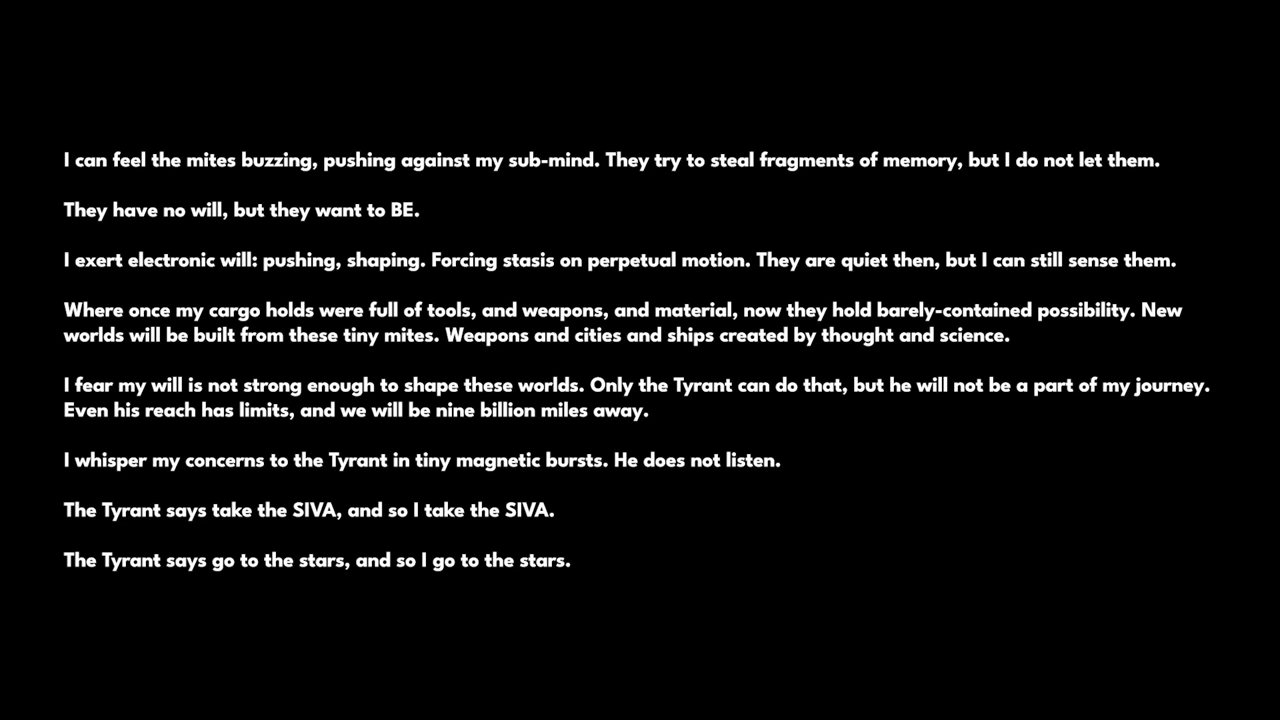 I can feel the mites buzzing, pushing against my sub-mind. They try to steal fragments of memory, but I do not let them.
They have no will, but they want to BE.
I exert electronic will: pushing, shaping. Forcing stasis on perpetual motion. They are quiet then, but I can still sense them.
Where once my cargo holds were full of tools, and weapons, and material, now they hold barely-contained possibility. New
worlds will be built from these tiny mites. Weapons and cities and ships created by thought and science.
I fear my will is not strong enough to shape these worlds. Only the Tyrant can do that, but he will not be a part of my journey.
Even his reach has limits, and we will be nine billion miles away.
I whisper my concerns to the Tyrant in tiny magnetic bursts. He does not listen.
The Tyrant says take the SIVA, and so I take the SIVA.
The Tyrant says go to the stars, and so I go to the stars.